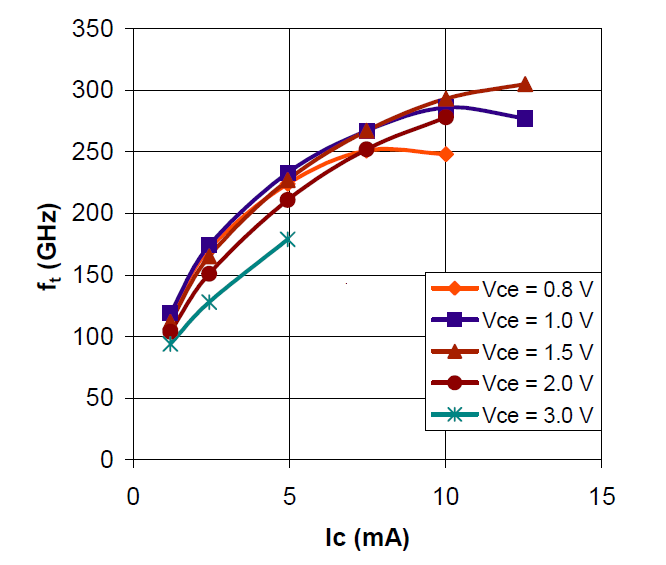 350
300
250
200
150
100
50
0
f_t (GHz)
0 5 10 15
Ic (mA)
Vce = 0.8 V
Vce = 1.0 V
Vce = 1.5 V
Vce = 2.0 V
Vce = 3.0 V